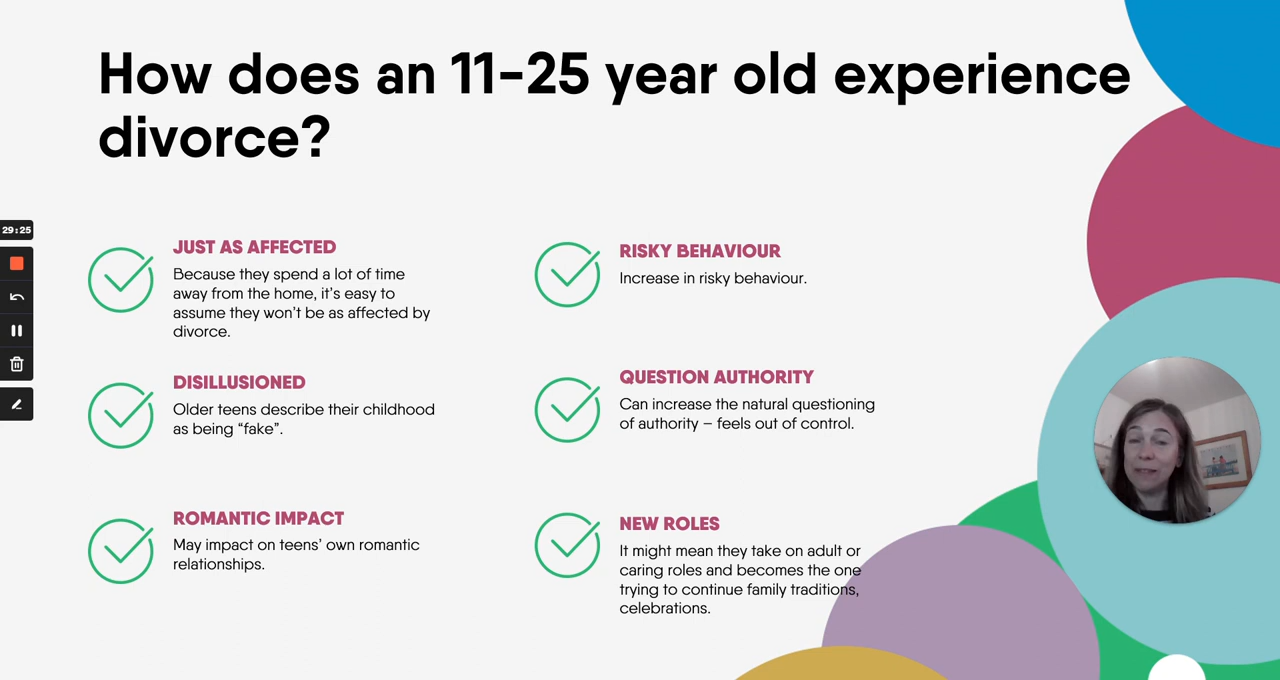 How does an 11-25 year old experience
divorce?
29:25
JUST AS AFFECTED
Because they spend a lot of time
away from the home, it's easy to
assume they won't be as affected by
divorce.
DISILLUSIONED
Older teens describe their childhood
as being “fake”.
ROMANTIC IMPACT
May impact on teens' own romantic
relationships.
RISKY BEHAVIOUR
Increase in risky behaviour.
QUESTION AUTHORITY
Can increase the natural questioning
of authority – feels out of control.
NEW ROLES
It might mean they take on adult or
caring roles and becomes the one
trying to continue family traditions,
celebrations.